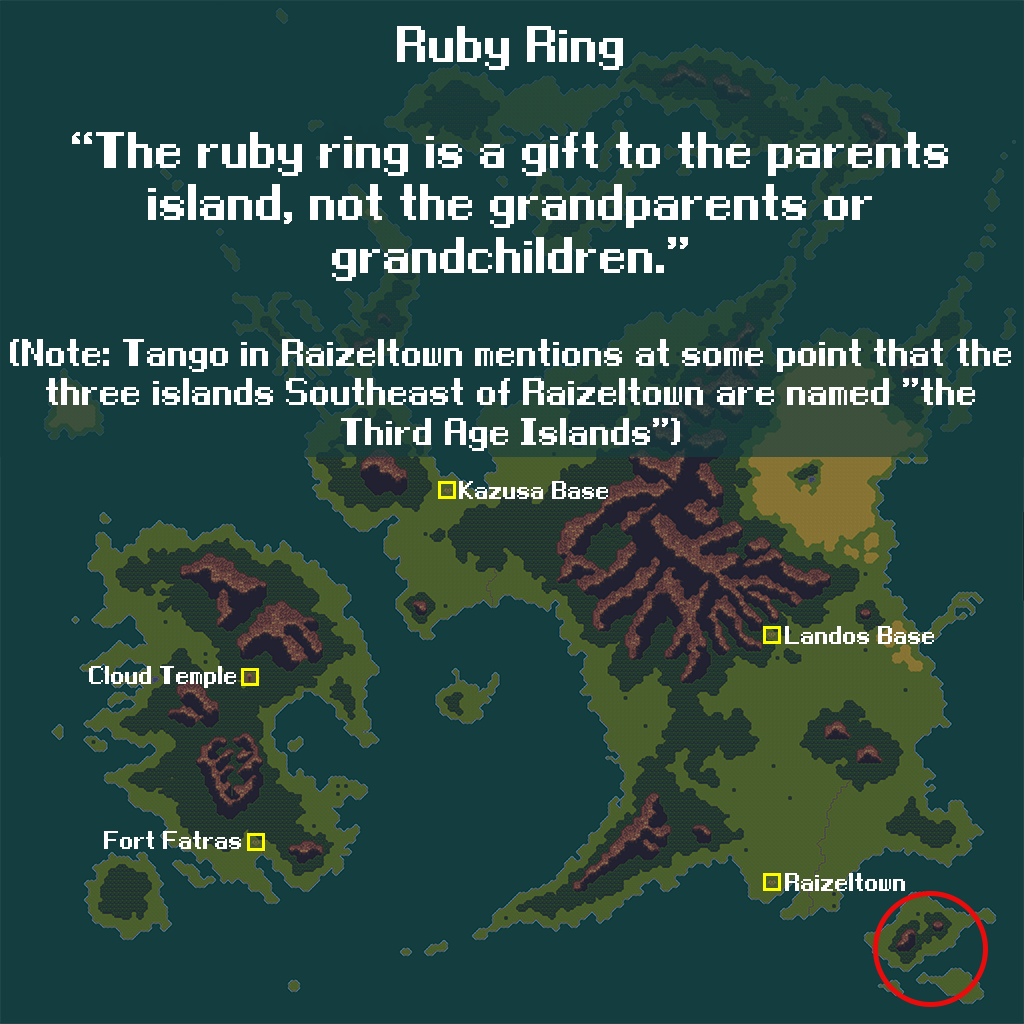 Ruby Ring
“The ruby ring is a gift to the parents
island, not the grandparents or
grandchildren.”
(Note: Tango in Raizeltown mentions at some point that the
three islands Southeast of Raizeltown are named ”the
Third Age Islands”)
Kazusa Base
Landos Base
Cloud Temple
Fort Fatras
Raizeltown